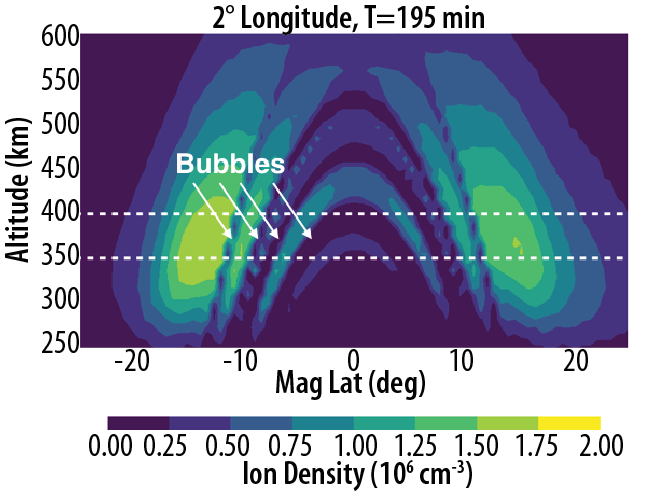 2° Longitude, T=195 min
600
550
500
450
400
350
300
250
Altitude (km)
Bubbles
-20 -10 0 10 20
Mag Lat (deg)
0.00 0.25 0.50 0.75 1.00 1.25 1.50 1.75 2.00
Ion Density (10⁶ cm⁻³)